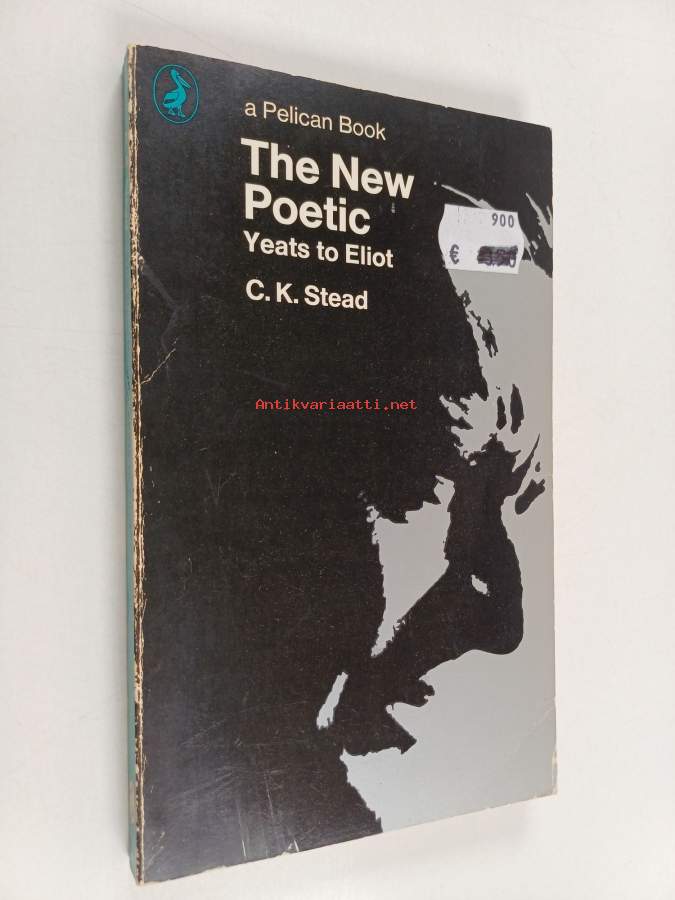 a Pelican Book
The New
Poetic
Yeats to Eliot
C. K. Stead
900
€
Antikvariaatti.net